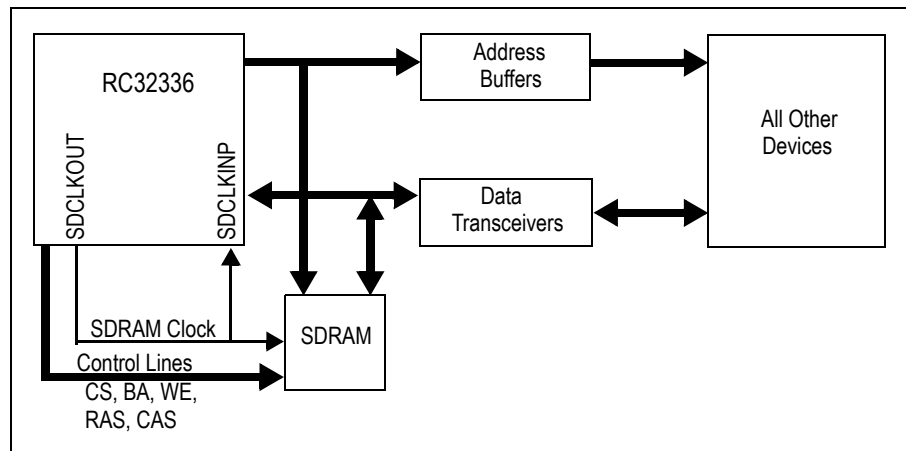 RC32336
SDCLKOUT
SDCLKINP
Address
Buffers
All Other
Devices
Data
Transceivers
SDRAM Clock
SDRAM
Control Lines
CS, BA, WE,
RAS, CAS